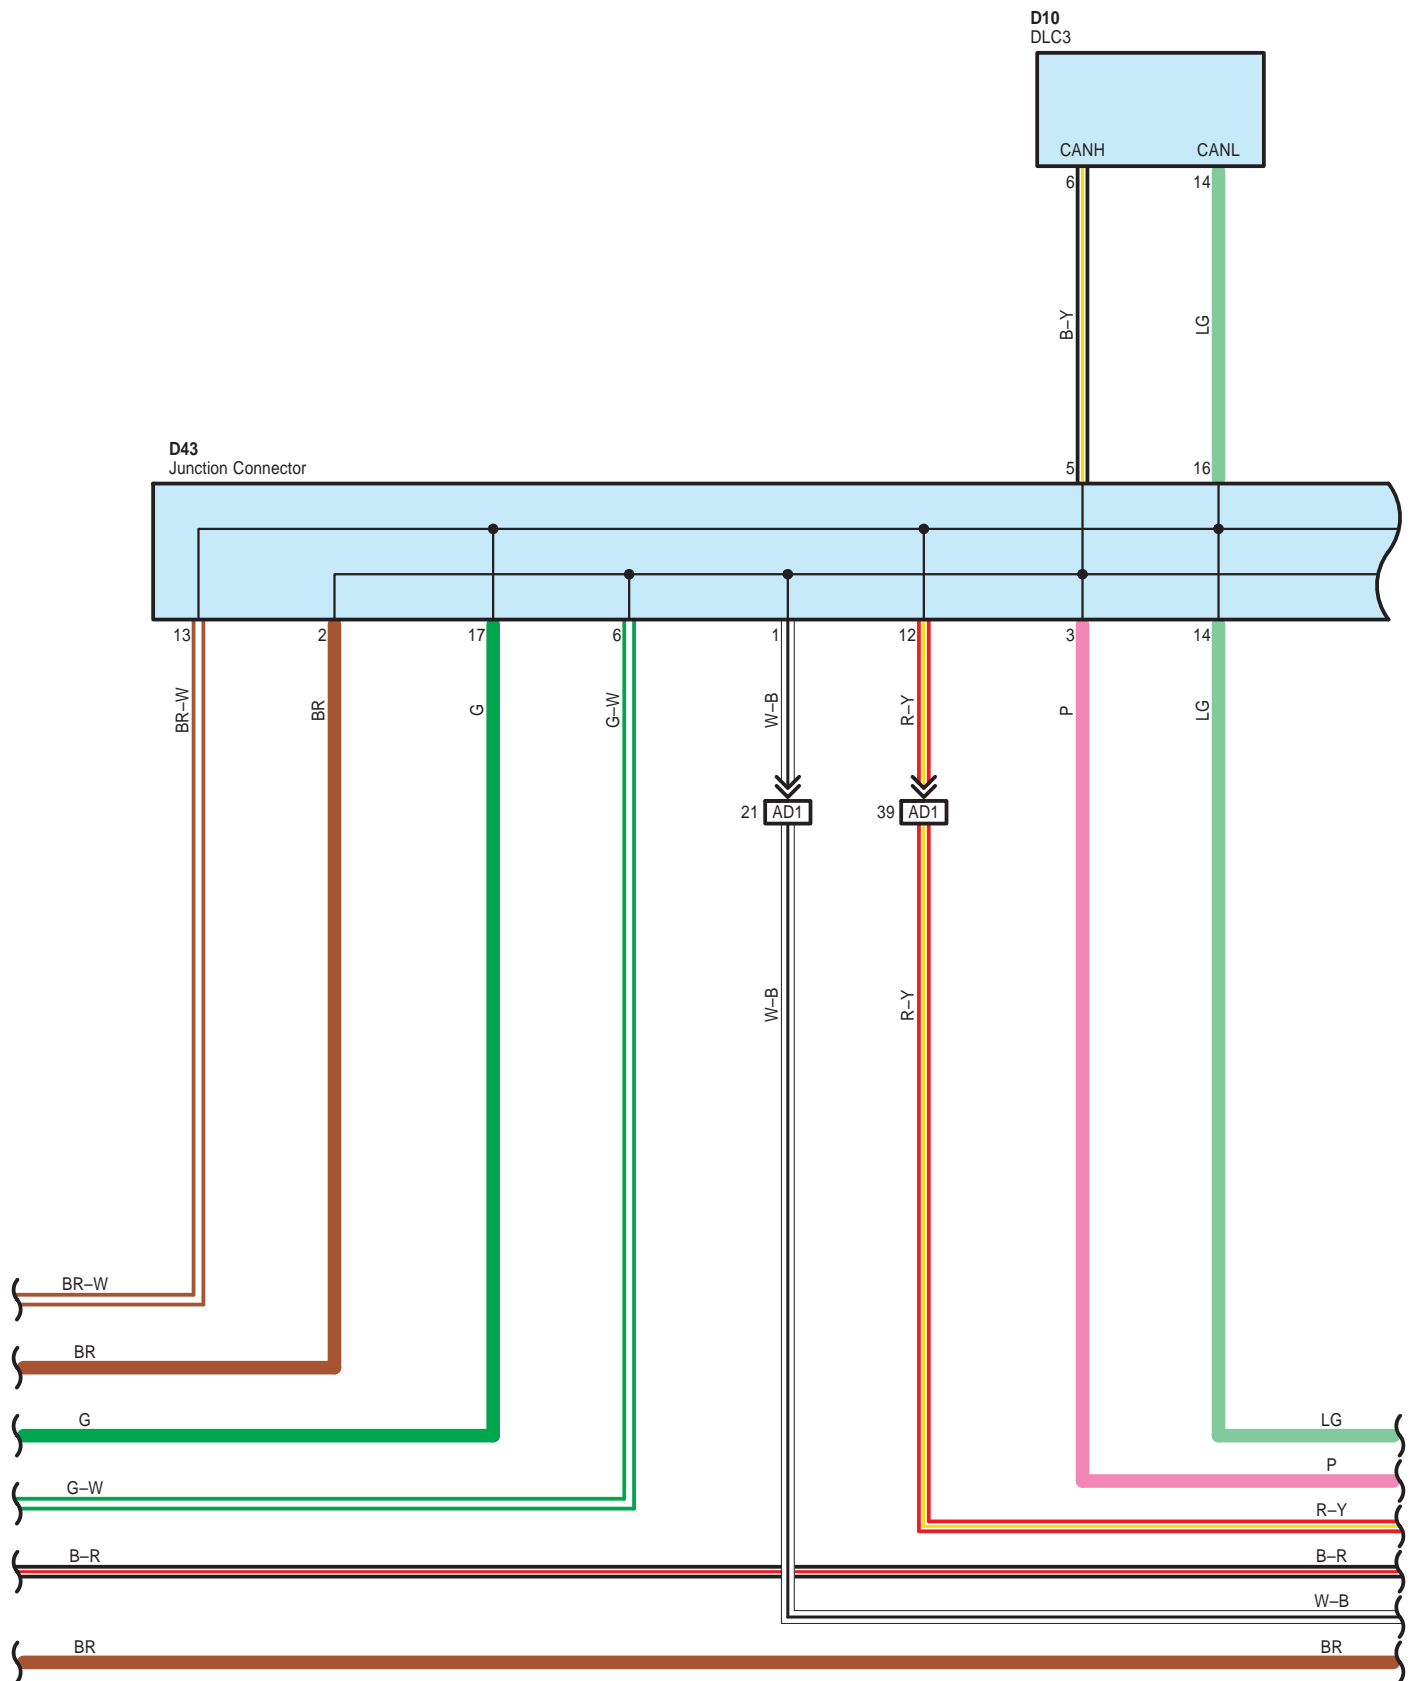 D10
DLC3
CANH CANL
6 14
B–Y LG
D43
Junction Connector
5 16
13 2 17 6 1 12 3 14
BR–W BR G G–W W–B R–Y P LG
21 AD1 39 AD1
W–B R–Y
BR–W
BR
G LG
P
G–W
R–Y
B–R B–R
W–B
BR BR